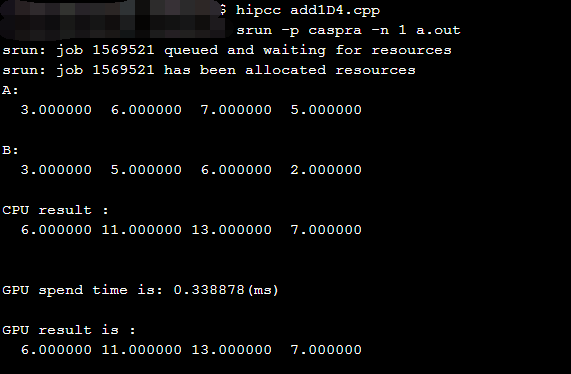 $ hipcc add1D4.cpp
srun -p caspra -n 1 a.out
srun: job 1569521 queued and waiting for resources
srun: job 1569521 has been allocated resources
A:
3.000000 6.000000 7.000000 5.000000
B:
3.000000 5.000000 6.000000 2.000000
CPU result :
6.000000 11.000000 13.000000 7.000000
GPU spend time is: 0.338878(ms)
GPU result is :
6.000000 11.000000 13.000000 7.000000